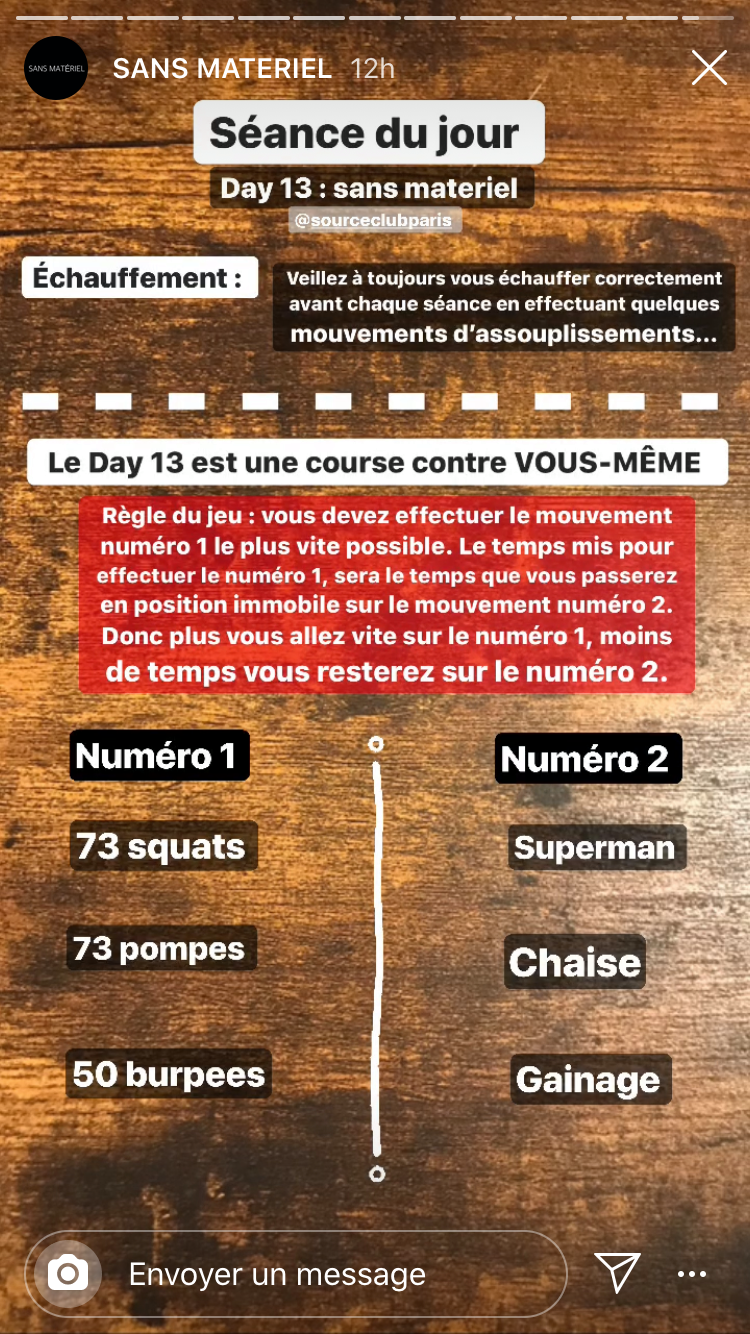 SANS MATÉRIEL
SANS MATERIEL 12h
Séance du jour
Day 13 : sans materiel
@sourceclubparis
Échauffement :
Veillez à toujours vous échauffer correctement
avant chaque séance en effectuant quelques
mouvements d’assouplissements...
Le Day 13 est une course contre VOUS-MÊME
Règle du jeu : vous devez effectuer le mouvement
numéro 1 le plus vite possible. Le temps mis pour
effectuer le numéro 1, sera le temps que vous passerez
en position immobile sur le mouvement numéro 2.
Donc plus vous allez vite sur le numéro 1, moins
de temps vous resterez sur le numéro 2.
Numéro 1
Numéro 2
73 squats
Superman
73 pompes
Chaise
50 burpees
Gainage
Envoyer un message